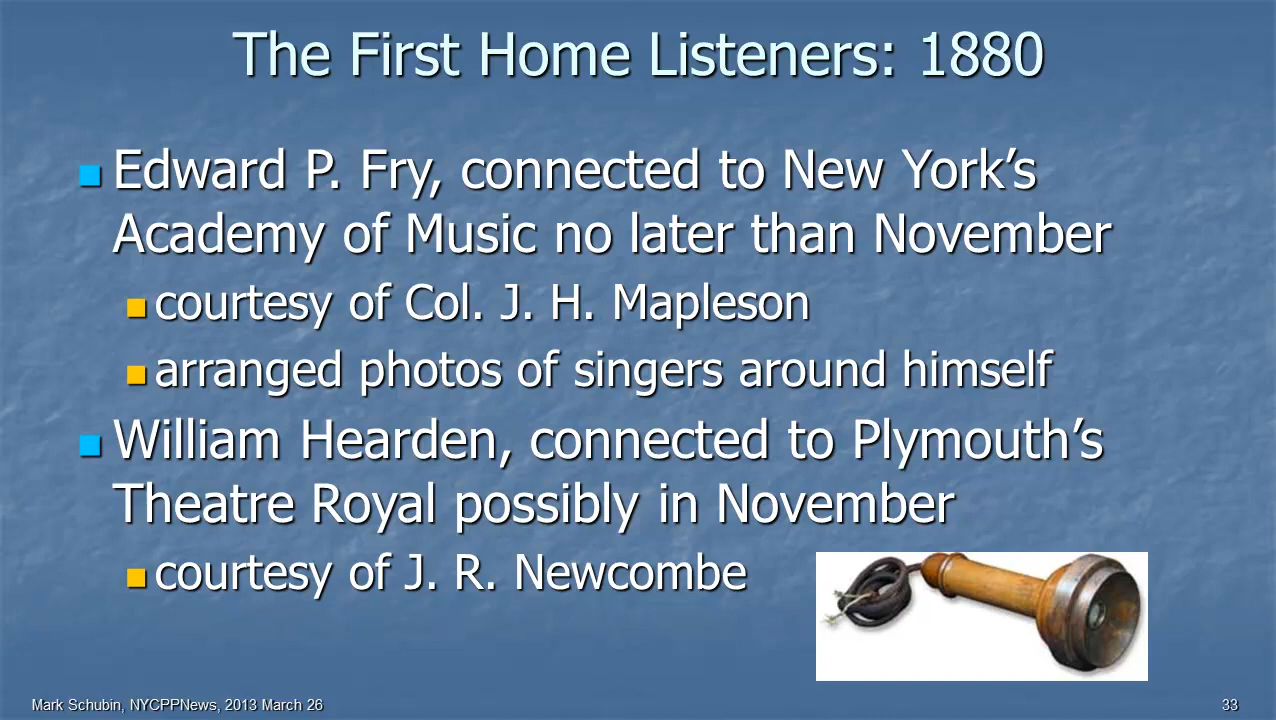 The First Home Listeners: 1880
Edward P. Fry, connected to New York’s
Academy of Music no later than November
courtesy of Col. J. H. Mapleson
arranged photos of singers around himself
William Hearden, connected to Plymouth’s
Theatre Royal possibly in November
courtesy of J. R. Newcombe
Mark Schubin, NYCPPNews, 2013 March 26
33